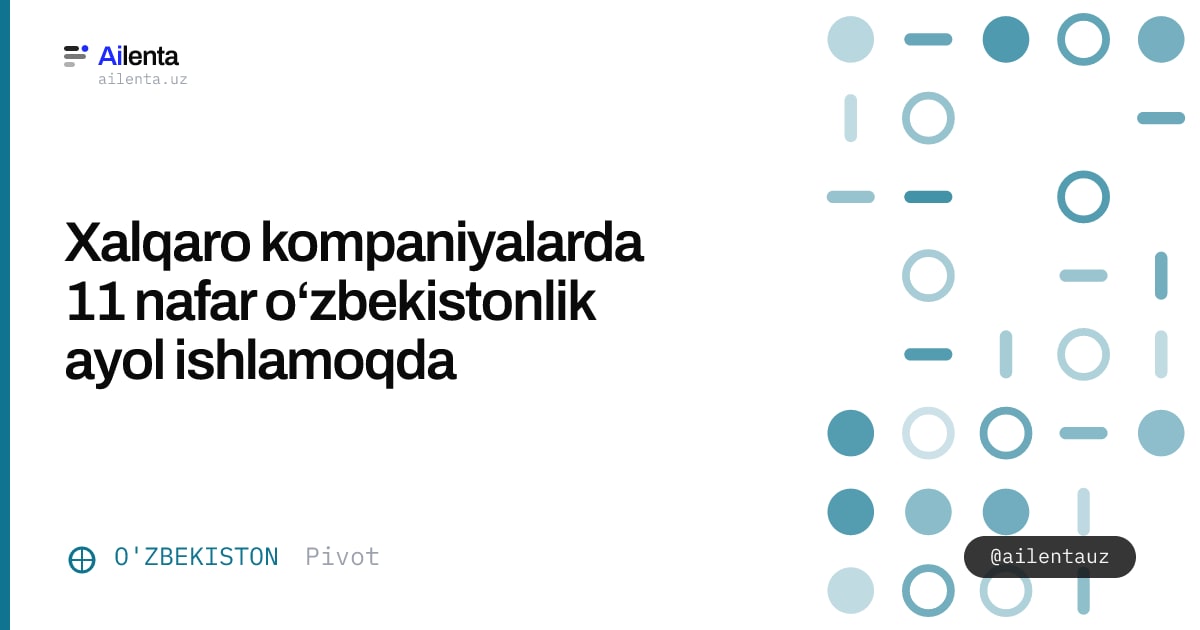 Ailenta
ailenta.uz
Xalqaro kompaniyalarda
11 nafar o‘zbekistonlik
ayol ishlamoqda
O'ZBEKISTON Pivot
@ailentauz